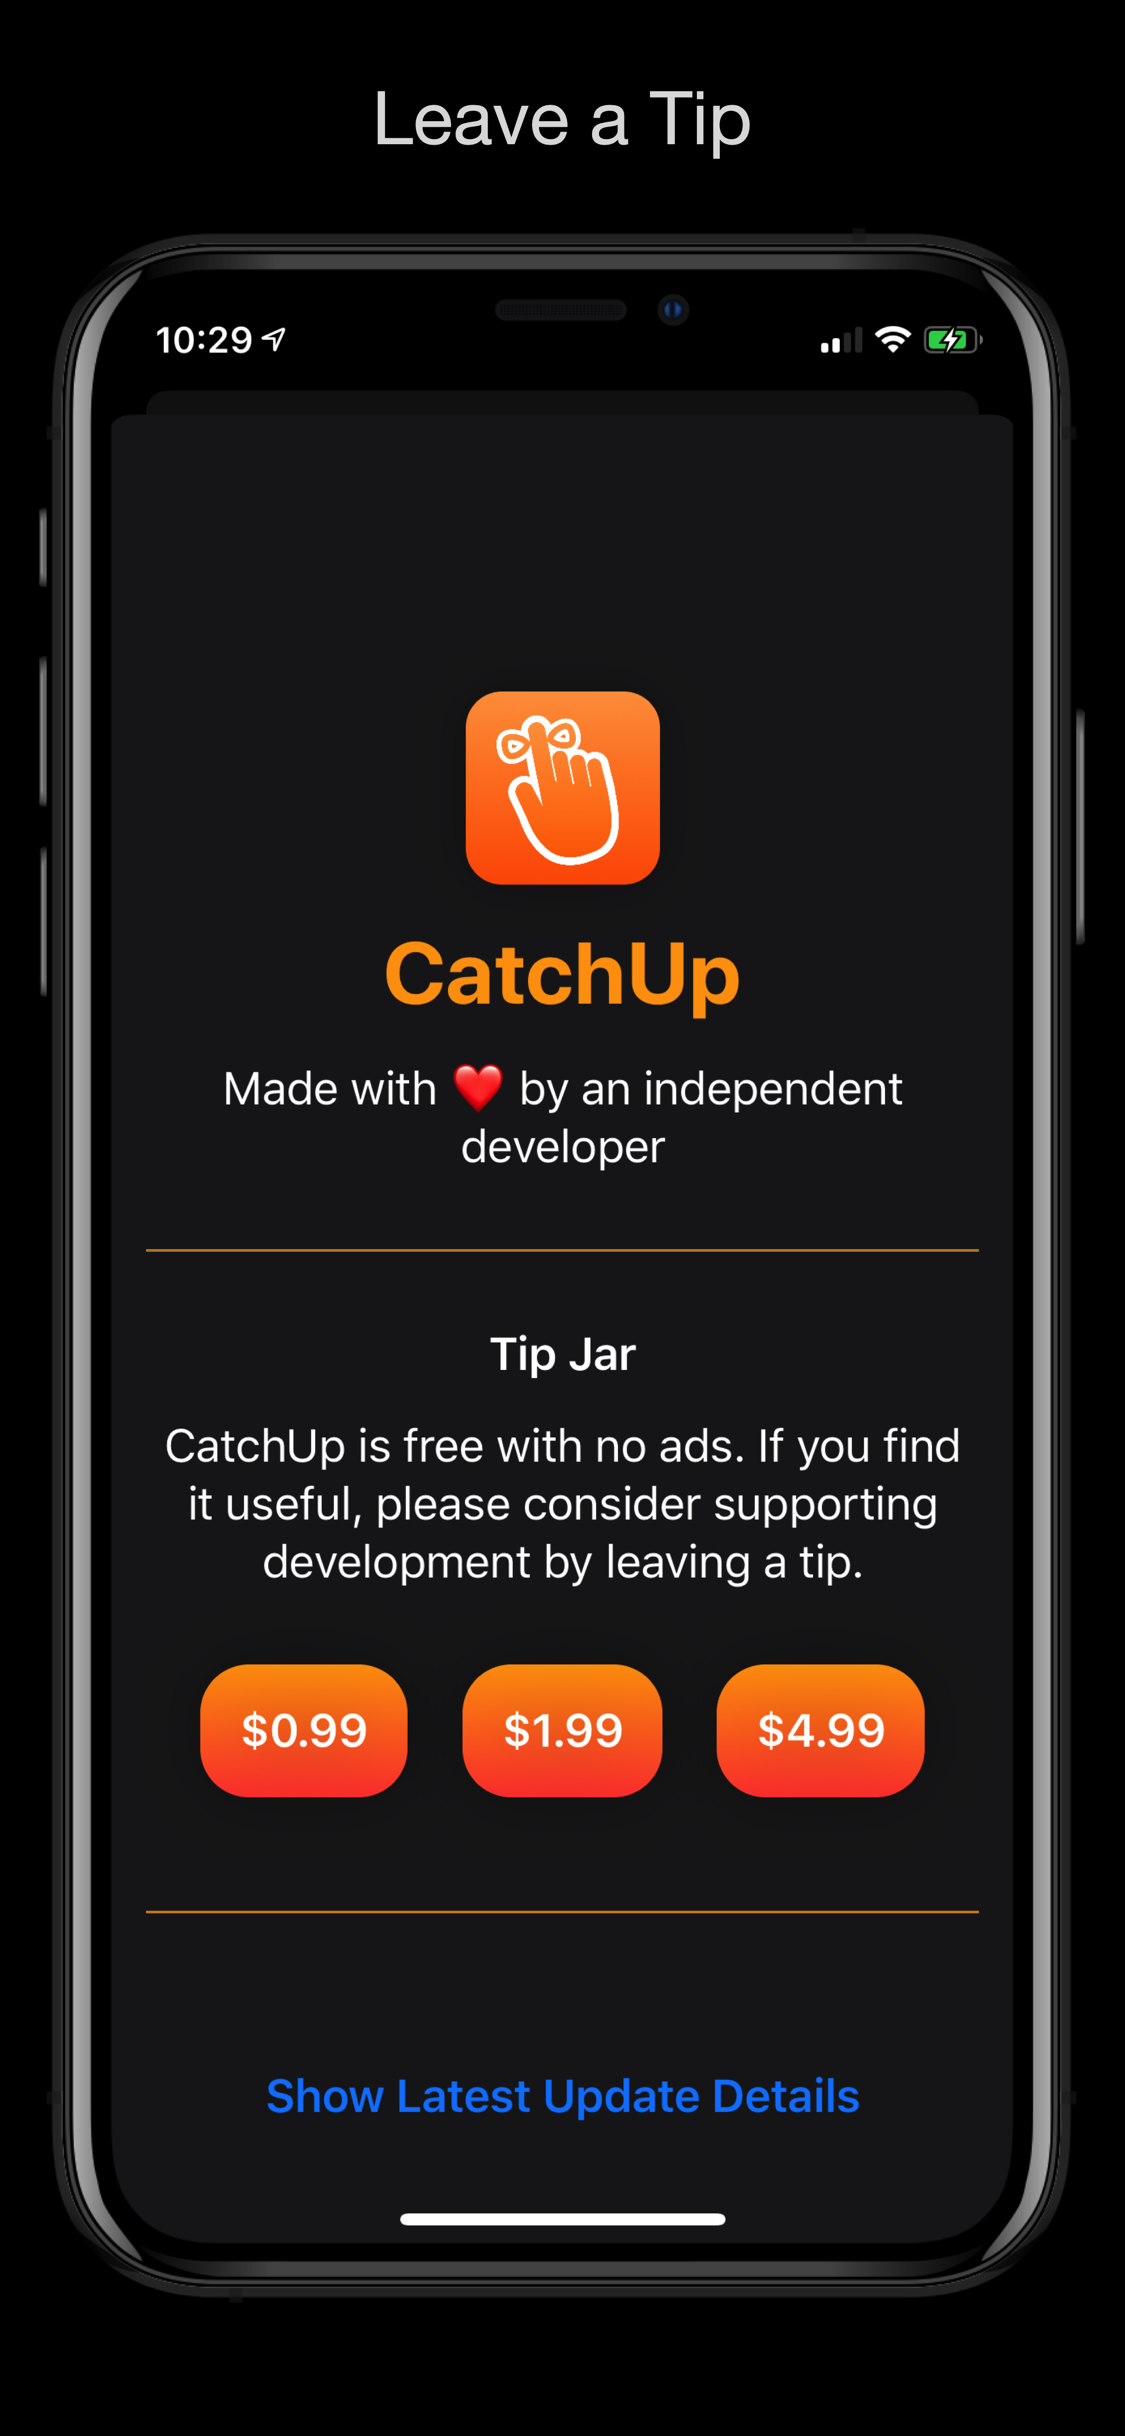 Leave a Tip
10:29
CatchUp
Made with ❤️ by an independent
developer
Tip Jar
CatchUp is free with no ads. If you find
it useful, please consider supporting
development by leaving a tip.
$0.99 $1.99 $4.99
Show Latest Update Details